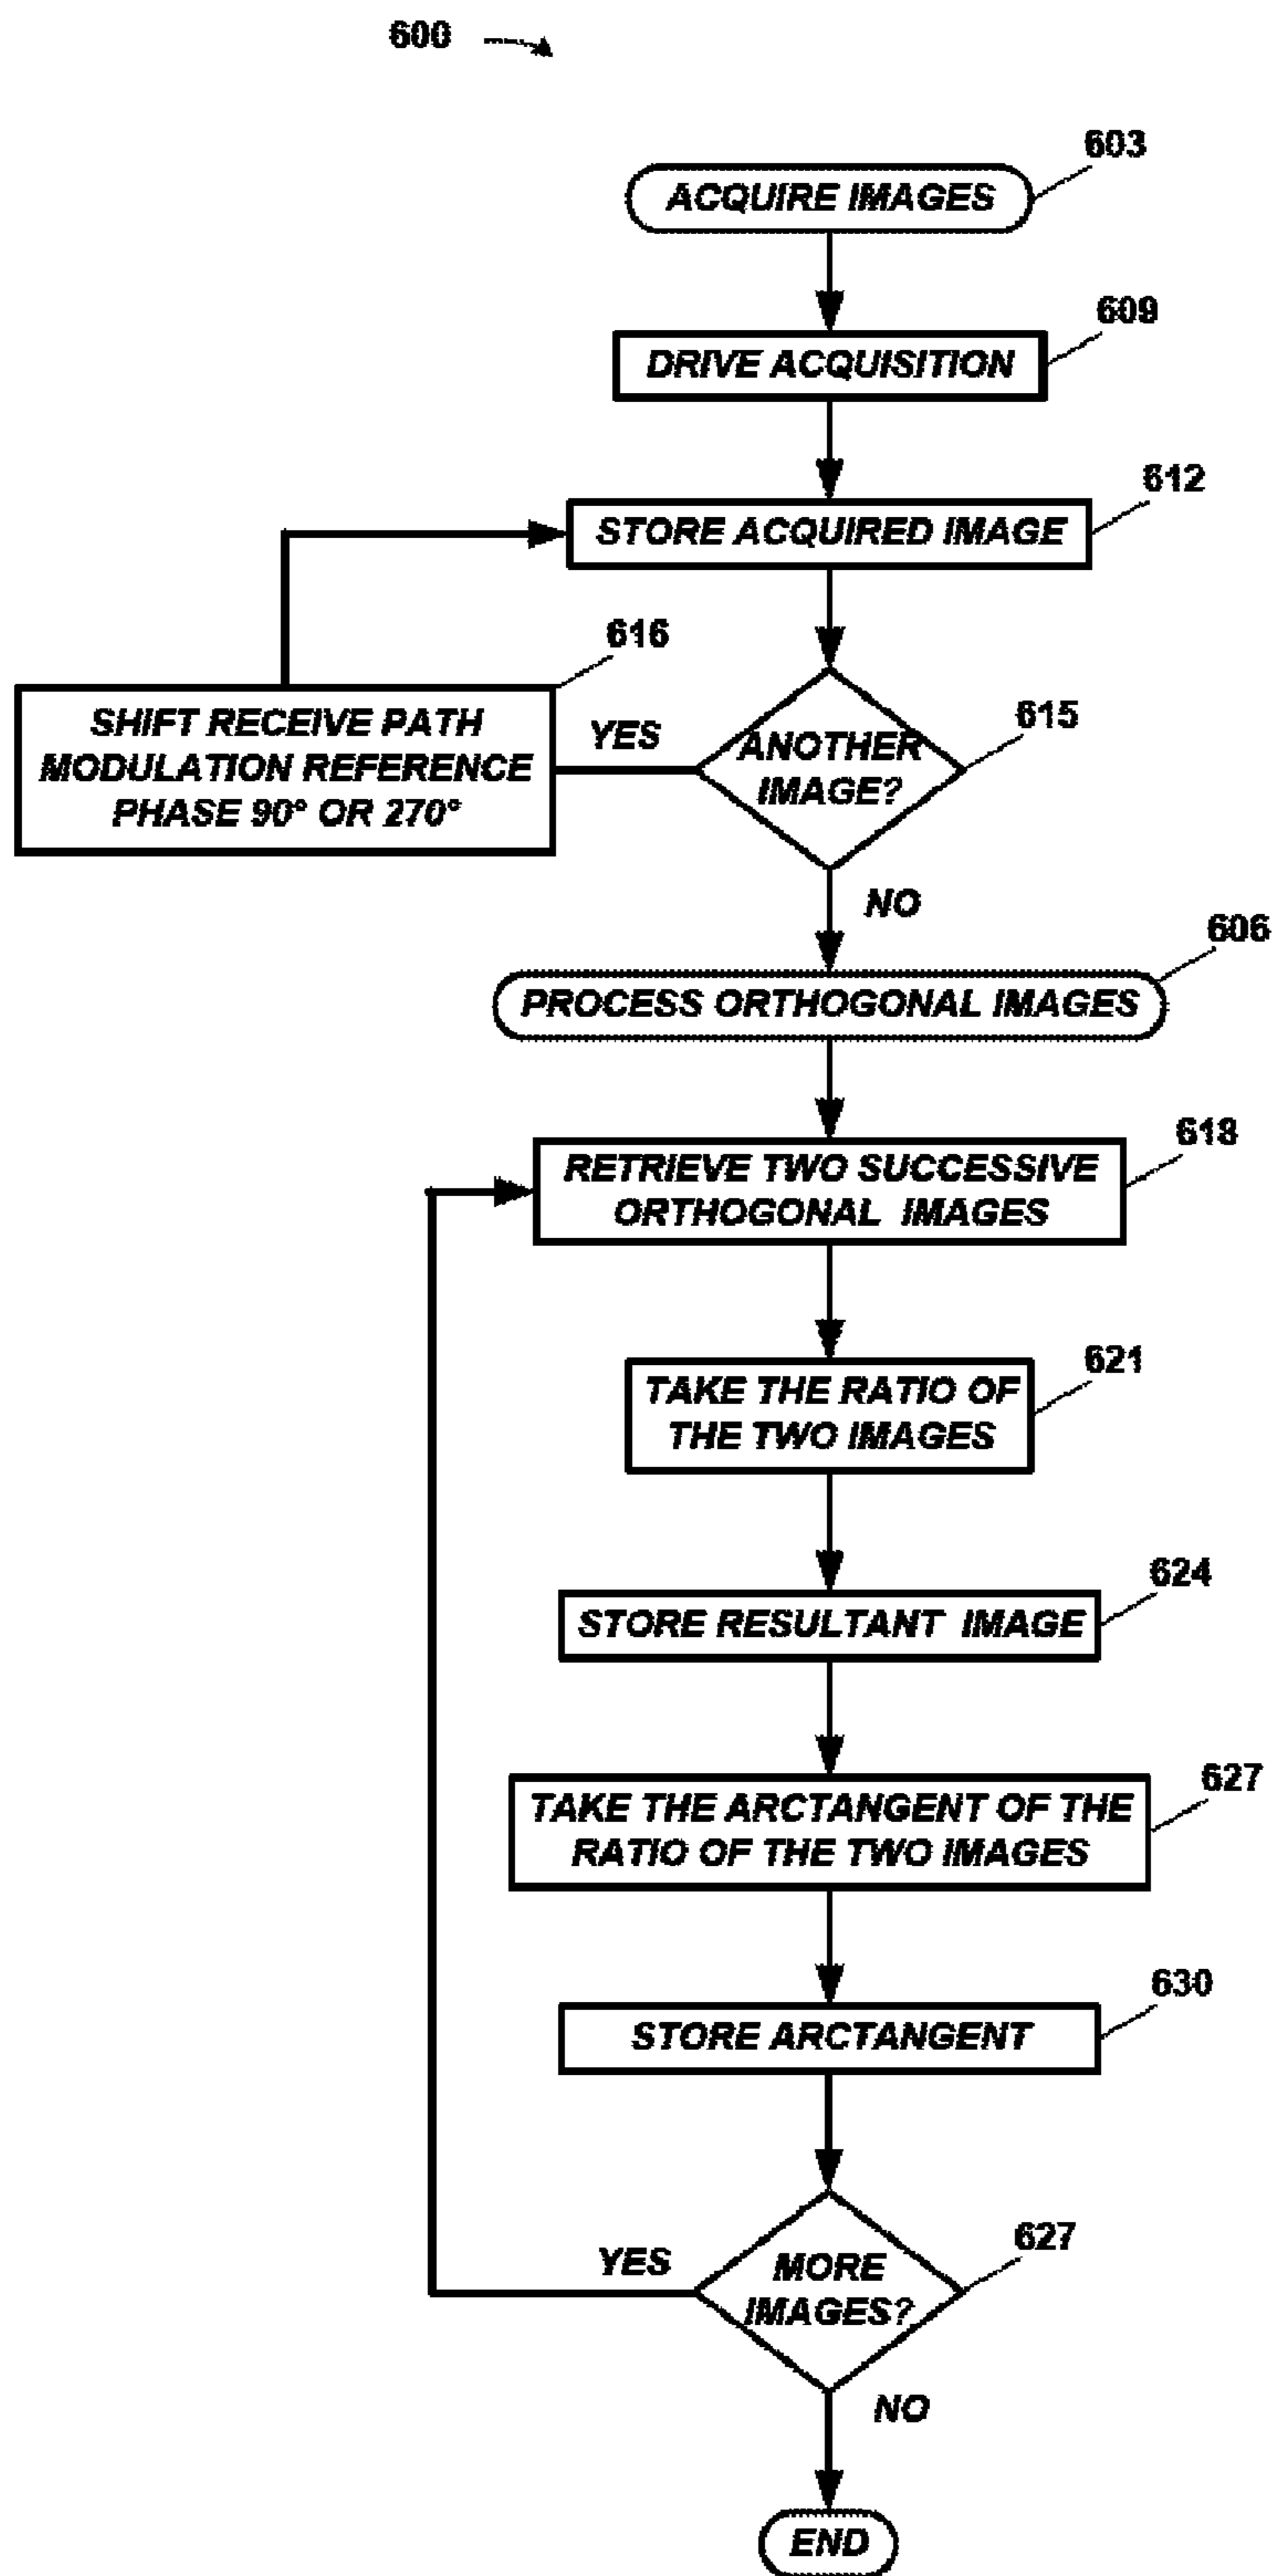 600
603
ACQUIRE IMAGES
609
DRIVE ACQUISITION
612
STORE ACQUIRED IMAGE
616
SHIFT RECEIVE PATH
MODULATION REFERENCE
PHASE 90° OR 270°
YES
615
ANOTHER
IMAGE?
NO
606
PROCESS ORTHOGONAL IMAGES
618
RETRIEVE TWO SUCCESSIVE
ORTHOGONAL IMAGES
621
TAKE THE RATIO OF
THE TWO IMAGES
624
STORE RESULTANT IMAGE
627
TAKE THE ARCTANGENT OF THE
RATIO OF THE TWO IMAGES
630
STORE ARCTANGENT
627
YES
MORE
IMAGES?
NO
END